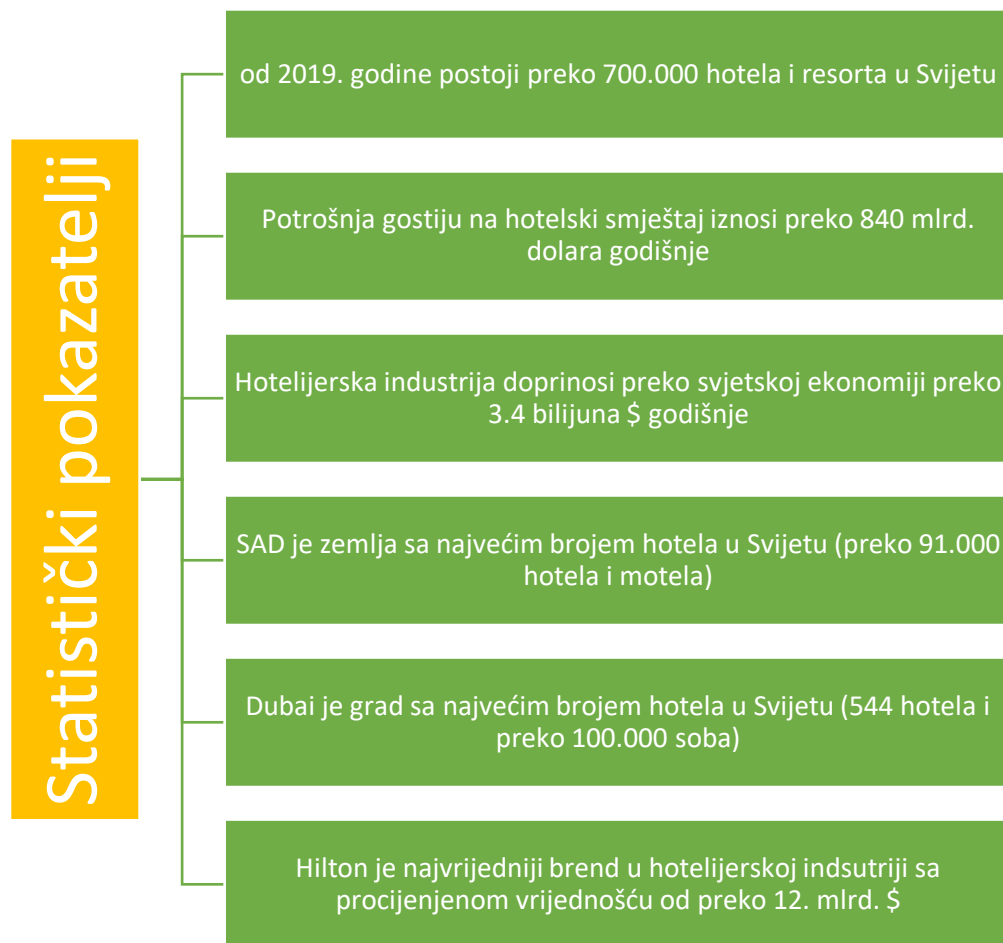 Statistički pokazatelji
od 2019. godine postoji preko 700.000 hotela i resorta u Svijetu
Potrošnja gostiju na hotelski smještaj iznosi preko 840 mlrd.
dolara godišnje
Hotelijerska industrija doprinosi preko svjetskoj ekonomiji preko
3.4 bilijuna $ godišnje
SAD je zemlja sa najvećim brojem hotela u Svijetu (preko 91.000
hotela i motela)
Dubai je grad sa najvećim brojem hotela u Svijetu (544 hotela i
preko 100.000 soba)
Hilton je najvrijedniji brend u hotelijerskoj indsutriji sa
procijenjenom vrijednošću od preko 12. mlrd. $